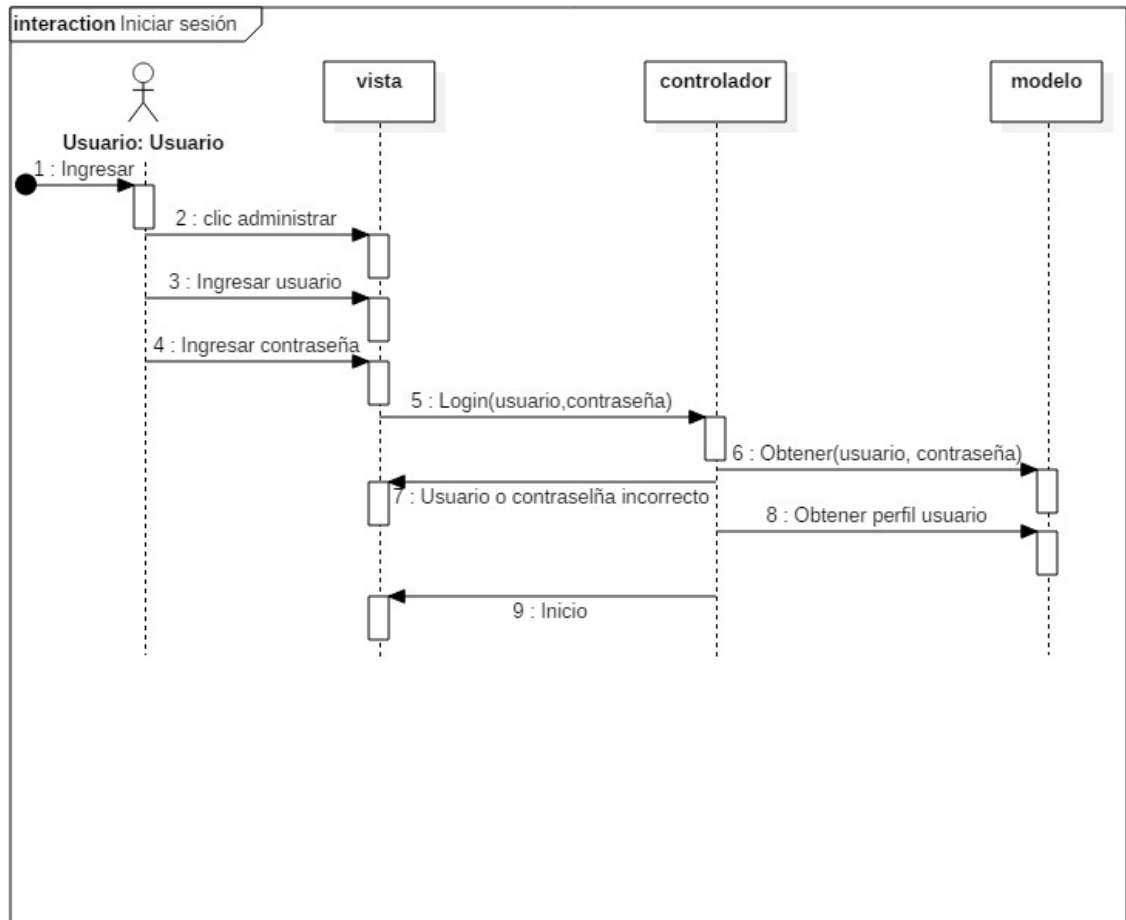 interaction Iniciar sesión
vista
controlador
modelo
Usuario: Usuario
1 : Ingresar
2 : clic administrar
3 : Ingresar usuario
4 : Ingresar contraseña
5 : Login(usuario,contraseña)
6 : Obtener(usuario, contraseña)
7 : Usuario o contraselña incorrecto
8 : Obtener perfil usuario
9 : Inicio